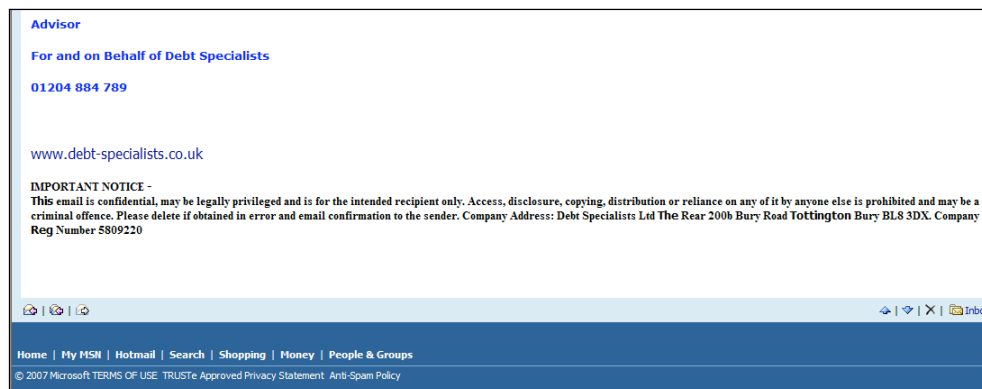 Advisor
For and on Behalf of Debt Specialists
01204 884 789
www.debt-specialists.co.uk
IMPORTANT NOTICE -
This email is confidential, may be legally privileged and is for the intended recipient only. Access, disclosure, copying, distribution or reliance on any of it by anyone else is prohibited and may be a
criminal offence. Please delete if obtained in error and email confirmation to the sender. Company Address: Debt Specialists Ltd The Rear 200b Bury Road Tottington Bury BL8 3DX. Company
Reg Number 5809220
| | | | | Inbo
Home | My MSN | Hotmail | Search | Shopping | Money | People & Groups
© 2007 Microsoft TERMS OF USE TRUSTe Approved Privacy Statement Anti-Spam Policy